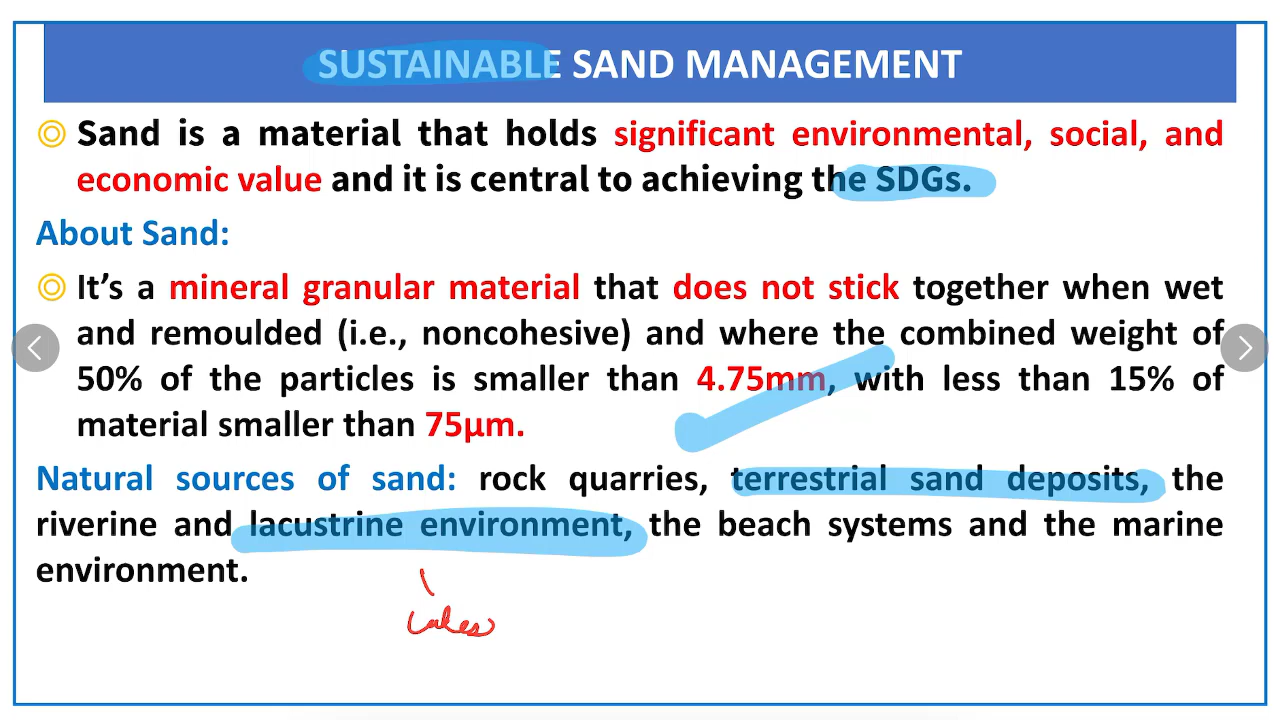 SUSTAINABLE SAND MANAGEMENT
Sand is a material that holds significant environmental, social, and
economic value and it is central to achieving the SDGs.
About Sand:
It’s a mineral granular material that does not stick together when wet
and remoulded (i.e., noncohesive) and where the combined weight of
50% of the particles is smaller than 4.75mm, with less than 15% of
material smaller than 75µm.
Natural sources of sand: rock quarries, terrestrial sand deposits, the
riverine and lacustrine environment, the beach systems and the marine
environment.
Lakes